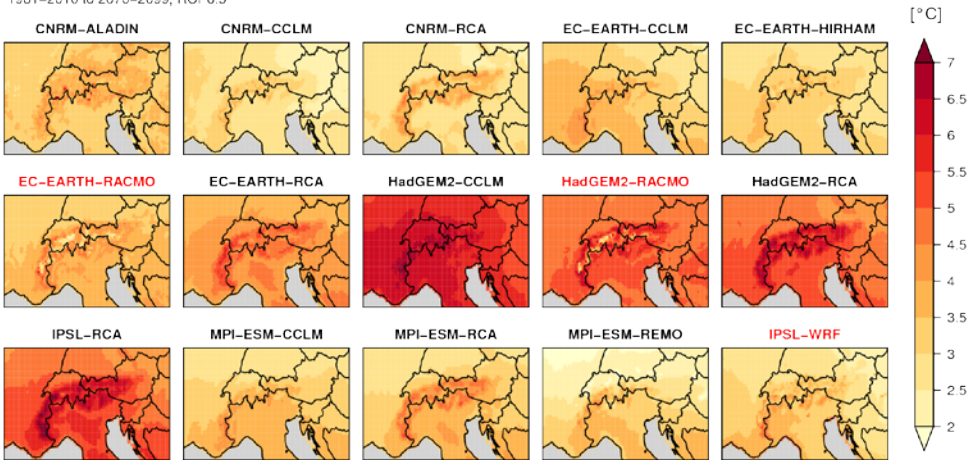 [°C]
CNRM–ALADIN CNRM–CCLM CNRM–RCA EC–EARTH–CCLM EC–EARTH–HIRHAM
EC–EARTH–RACMO EC–EARTH–RCA HadGEM2–CCLM HadGEM2–RACMO HadGEM2–RCA
IPSL–RCA MPI–ESM–CCLM MPI–ESM–RCA MPI–ESM–REMO IPSL–WRF
7
6.5
6
5.5
5
4.5
4
3.5
3
2.5
2